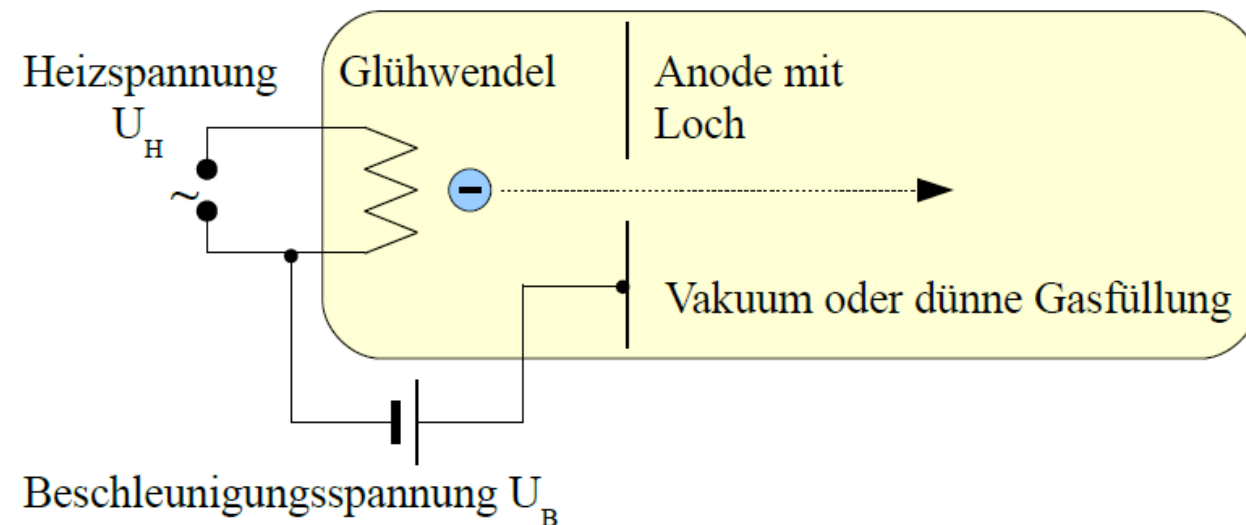 Heizspannung
U_H
~
Glühwendel
Anode mit
Loch
−
Vakuum oder dünne Gasfüllung
Beschleunigungsspannung U_B